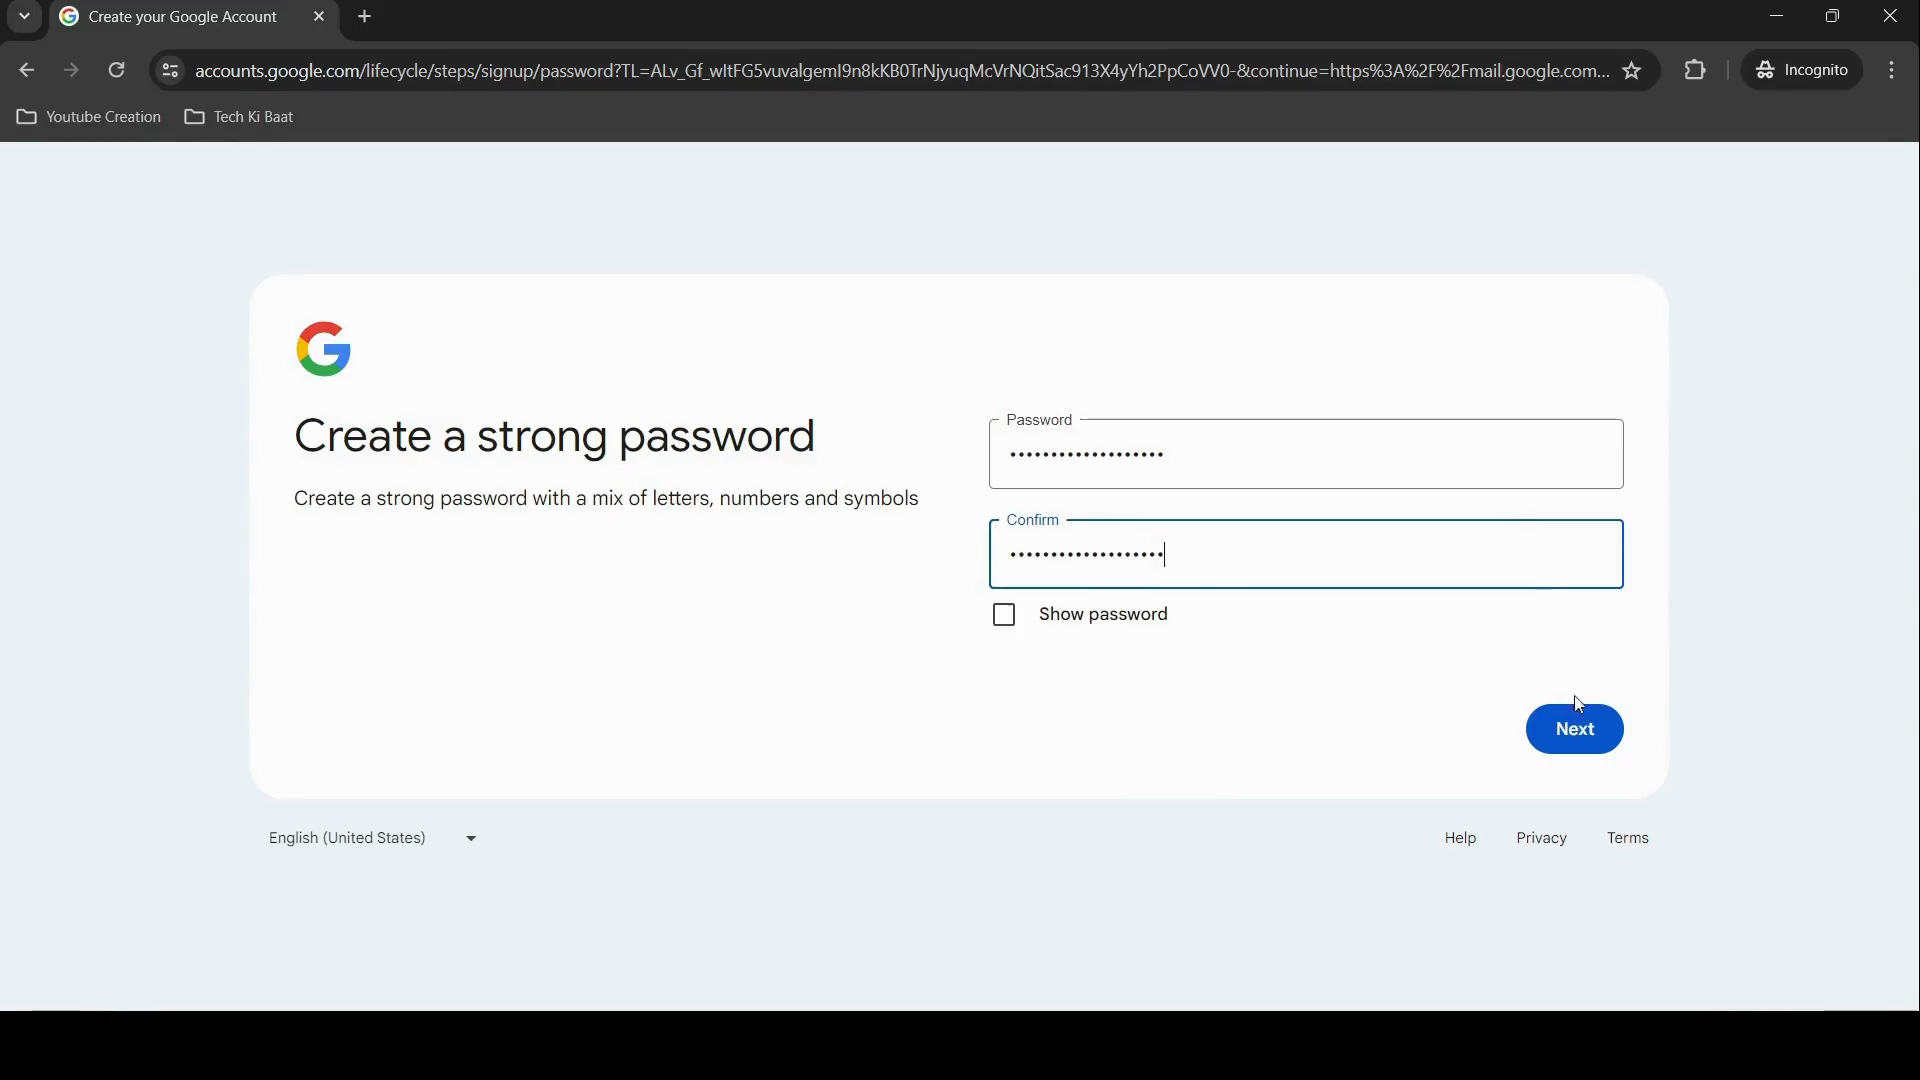 Create your Google Account
accounts.google.com/lifecycle/steps/signup/password?TL=ALv_Gf_wItFG5vuvalgemI9n8kKB0TrNjyuqMcVrNQitSac913X4yYh2PpCoVV0-&continue=https%3A%2F%2Fmail.google.com...
Incognito
Youtube Creation
Tech Ki Baat
Create a strong password
Create a strong password with a mix of letters, numbers and symbols
Password
•••••••••••••••••••
Confirm
•••••••••••••••••••
Show password
Next
English (United States)
Help
Privacy
Terms